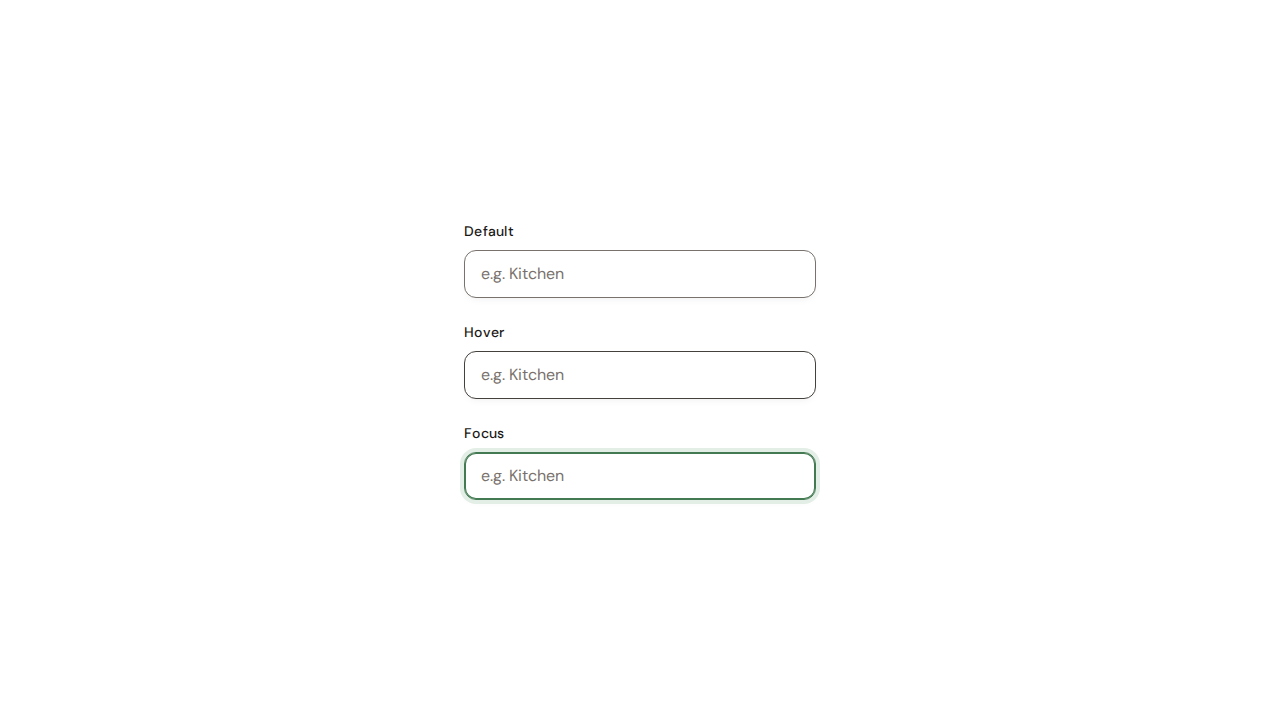 Default
e.g. Kitchen
Hover
e.g. Kitchen
Focus
e.g. Kitchen